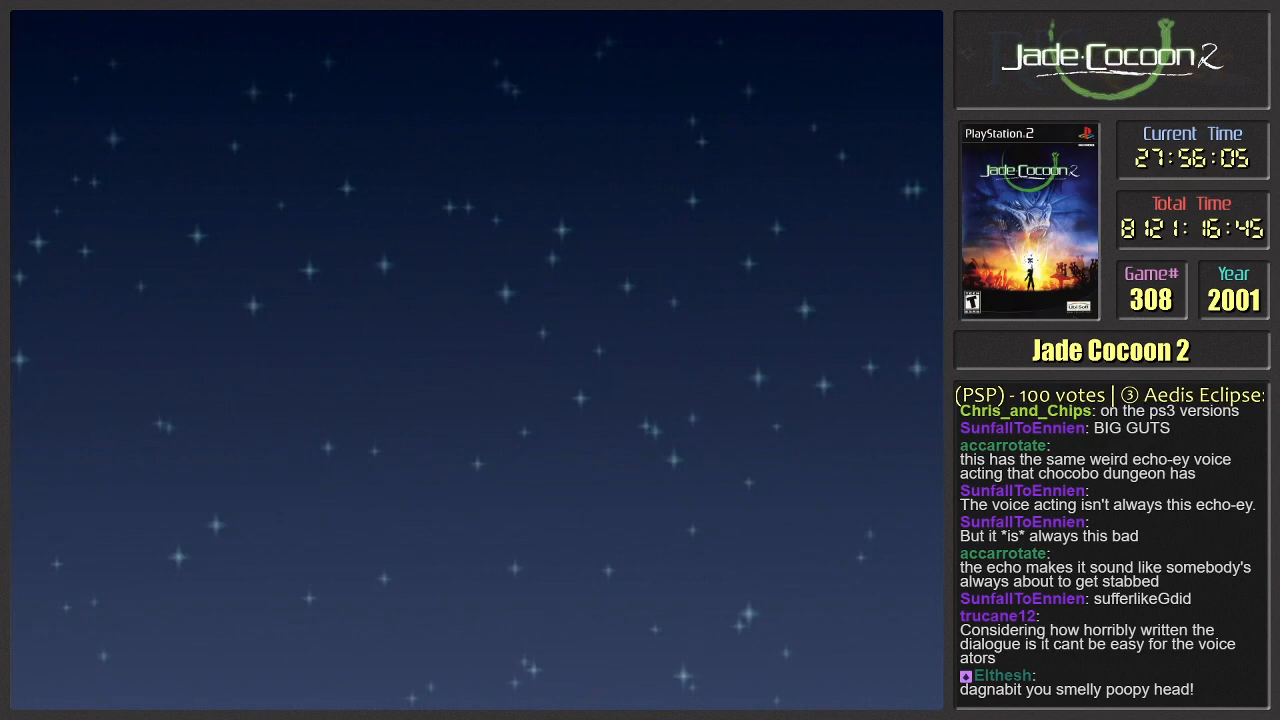 Jade Cocoon 2
PlayStation.2
Jade Cocoon 2
Current Time
27:56:05
Total Time
8121:16:45
Game#
308
Year
2001
Jade Cocoon 2
(PSP) - 100 votes | ③ Aedis Eclipse:
Chris_and_Chips: on the ps3 versions
SunfallToEnnien: BIG GUTS
accarrotate:
this has the same weird echo-ey voice
acting that chocobo dungeon has
SunfallToEnnien:
The voice acting isn't always this echo-ey.
SunfallToEnnien:
But it *is* always this bad
accarrotate:
the echo makes it sound like somebody's
always about to get stabbed
SunfallToEnnien: sufferlikeGdid
trucane12:
Considering how horribly written the
dialogue is it cant be easy for the voice
ators
Elthesh:
dagnabit you smelly poopy head!